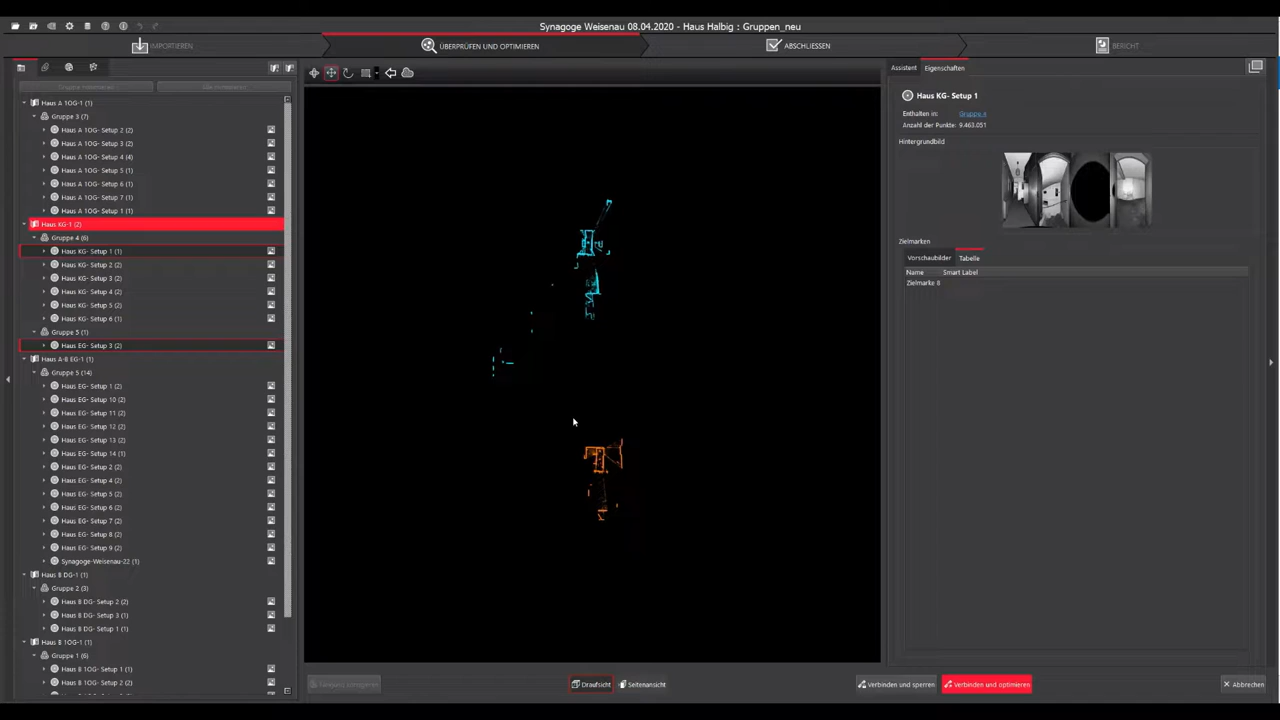 Synagoge Weisenau 08.04.2020 - Haus Halbig : Gruppen_neu
IMPORTIEREN
ÜBERPRÜFEN UND OPTIMIEREN
ABSCHLIESSEN
BERICHT
Haus A 1OG-1 (1)
Gruppe 3 (7)
Haus A 1OG- Setup 2 (2)
Haus A 1OG- Setup 3 (2)
Haus A 1OG- Setup 4 (4)
Haus A 1OG- Setup 5 (1)
Haus A 1OG- Setup 6 (1)
Haus A 1OG- Setup 7 (1)
Haus A 1OG- Setup 1 (1)
Haus KG-1 (2)
Gruppe 4 (6)
Haus KG- Setup 1 (1)
Haus KG- Setup 2 (2)
Haus KG- Setup 3 (2)
Haus KG- Setup 4 (2)
Haus KG- Setup 5 (2)
Haus KG- Setup 6 (1)
Gruppe 5 (1)
Haus EG- Setup 3 (2)
Haus A-B EG-1 (1)
Gruppe 5 (14)
Haus EG- Setup 1 (2)
Haus EG- Setup 10 (2)
Haus EG- Setup 11 (2)
Haus EG- Setup 12 (2)
Haus EG- Setup 13 (2)
Haus EG- Setup 14 (1)
Haus EG- Setup 2 (2)
Haus EG- Setup 4 (2)
Haus EG- Setup 5 (2)
Haus EG- Setup 6 (2)
Haus EG- Setup 7 (2)
Haus EG- Setup 8 (2)
Haus EG- Setup 9 (2)
Synagoge-Weisenau-22 (1)
Haus B DG-1 (1)
Gruppe 2 (3)
Haus B DG- Setup 2 (2)
Haus B DG- Setup 3 (1)
Haus B DG- Setup 1 (1)
Haus B 1OG-1 (1)
Gruppe 1 (6)
Haus B 1OG- Setup 1 (1)
Haus B 1OG- Setup 2 (2)
Draufsicht
Seitenansicht
Verbinden und sperren
Verbinden und optimieren
Abbrechen
Assistent
Eigenschaften
Haus KG- Setup 1
Enthalten in:
Anzahl der Punkte: 9.463.051
Hintergrundbild
Zielmarken
Vorschaubilder
Tabelle
Name Smart Label
Zielmarke 8